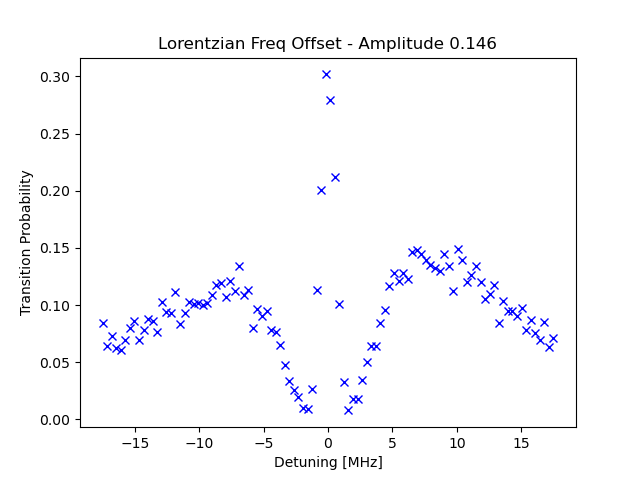 Lorentzian Freq Offset - Amplitude 0.146
Transition Probability
0.30
0.25
0.20
0.15
0.10
0.05
0.00
−15 −10 −5 0 5 10 15
Detuning [MHz]